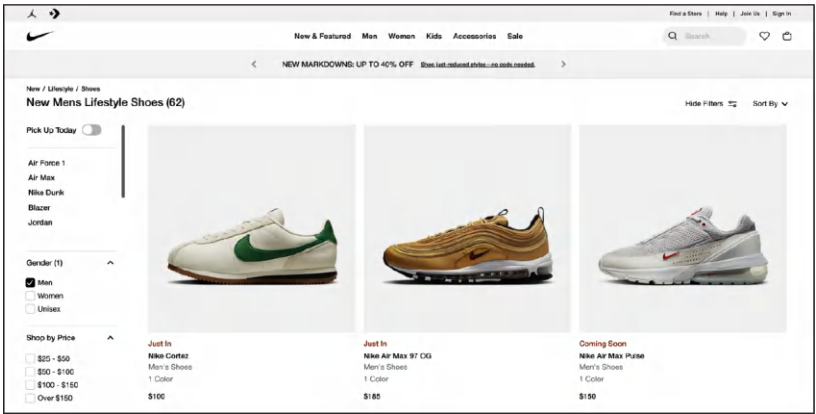 Find a Store | Help | Join Us | Sign In
New & Featured Men Women Kids Accessories Sale
Search
NEW MARKDOWNS: UP TO 40% OFF Shop just-reduced styles—no code needed.
New / Lifestyle / Shoes
New Mens Lifestyle Shoes (62)
Hide Filters
Sort By
Pick Up Today
Air Force 1
Air Max
Nike Dunk
Blazer
Jordan
Gender (1)
Men
Women
Unisex
Shop by Price
$25 - $50
$50 - $100
$100 - $150
Over $150
Just In
Nike Cortez
Men's Shoes
1 Color
$100
Just In
Nike Air Max 97 OG
Men's Shoes
1 Color
$185
Coming Soon
Nike Air Max Pulse
Men's Shoes
1 Color
$150